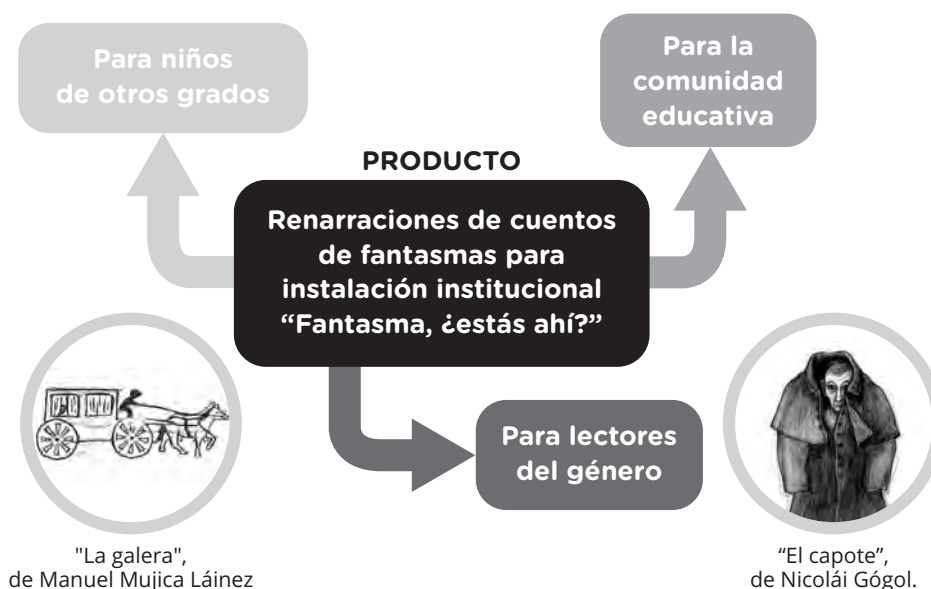 Para niños
de otros grados
Para la
comunidad
educativa
PRODUCTO
Renarraciones de cuentos
de fantasmas para
instalación institucional
“Fantasma, ¿estás ahí?”
Para lectores
del género
"La galera",
de Manuel Mujica Láinez
“El capote”,
de Nicolái Gógol.